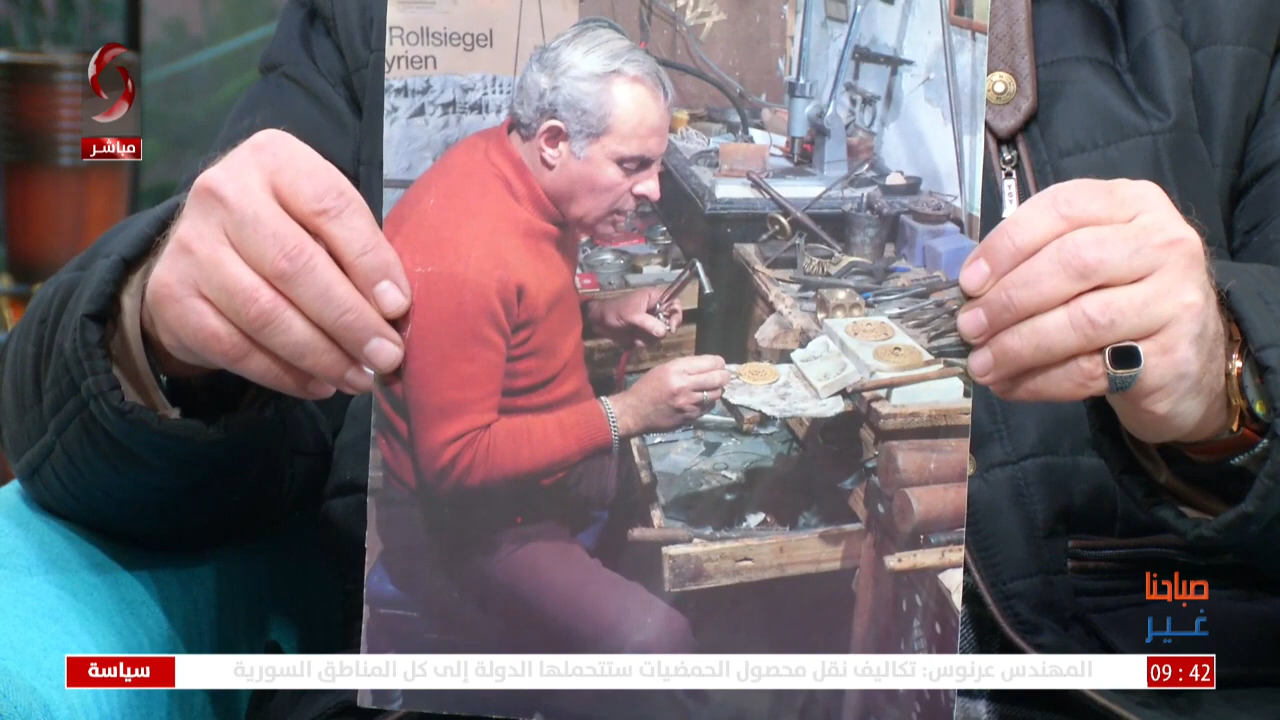 Rollsiegel
yrien
مباشر
صباحنا
غير
سياسة
المهندس عرنوس: تكاليف نقل محصول الحمضيات ستتحملها الدولة إلى كل المناطق السورية
09 : 42